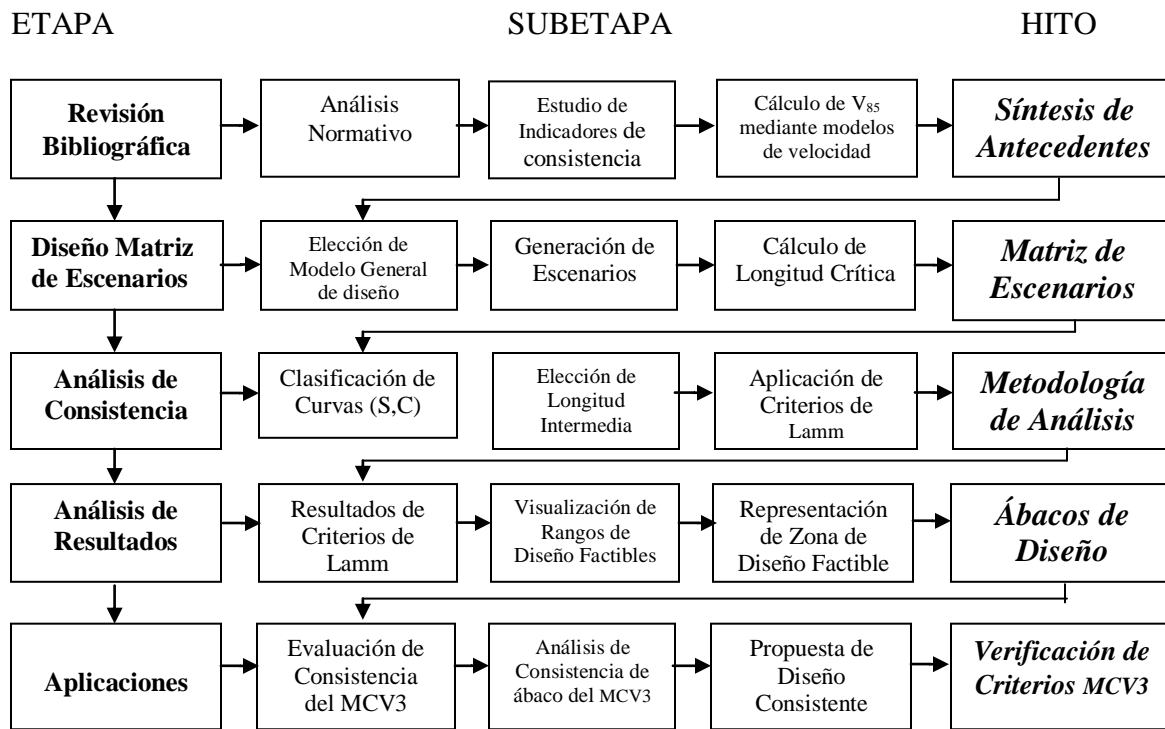 ETAPA
SUBETAPA
HITO
Revisión
Bibliográfica
Análisis
Normativo
Estudio de
Indicadores de
consistencia
Cálculo de V85
mediante modelos
de velocidad
Síntesis de
Antecedentes
Diseño Matriz
de Escenarios
Elección de
Modelo General
de diseño
Generación de
Escenarios
Cálculo de
Longitud Crítica
Matriz de
Escenarios
Análisis de
Consistencia
Clasificación de
Curvas (S,C)
Elección de
Longitud
Intermedia
Aplicación de
Criterios de
Lamm
Metodología
de Análisis
Análisis de
Resultados
Resultados de
Criterios de
Lamm
Visualización de
Rangos de
Diseño Factibles
Representación
de Zona de
Diseño Factible
Ábacos de
Diseño
Aplicaciones
Evaluación de
Consistencia
del MCV3
Análisis de
Consistencia de
ábaco del MCV3
Propuesta de
Diseño
Consistente
Verificación de
Criterios MCV3